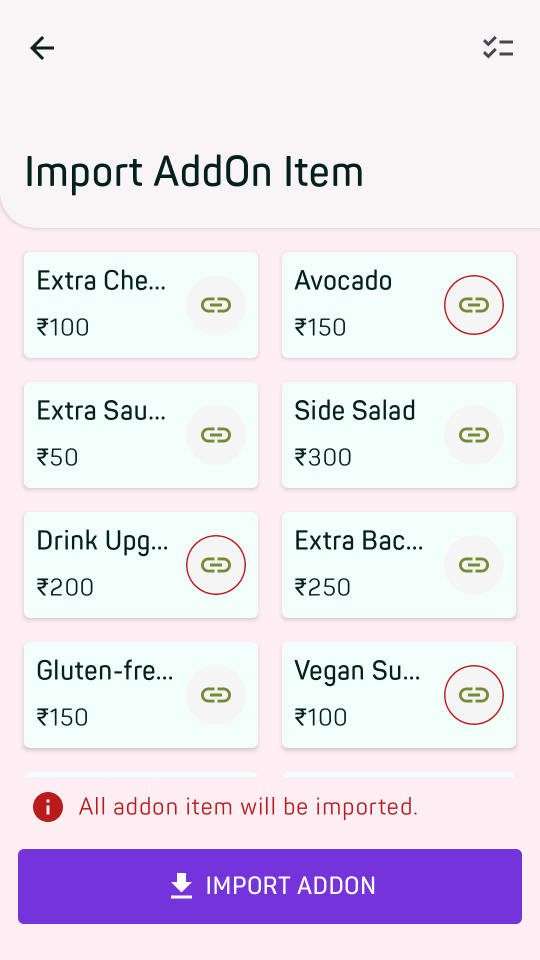 Import AddOn Item
Extra Che...
₹100
Avocado
₹150
Extra Sau...
₹50
Side Salad
₹300
Drink Upg...
₹200
Extra Bac...
₹250
Gluten-fre...
₹150
Vegan Su...
₹100
All addon item will be imported.
IMPORT ADDON